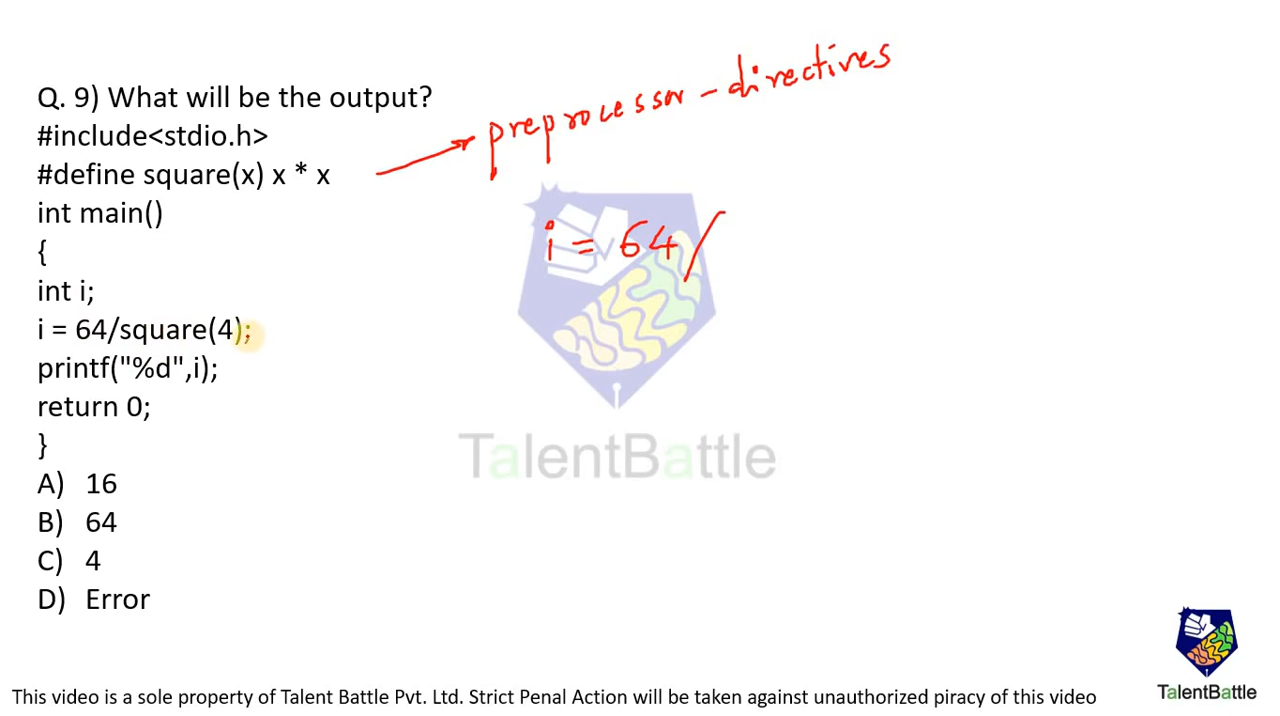 Q. 9) What will be the output?
#include<stdio.h>
#define square(x) x * x
preprocessor - directives
int main()
{
int i;
i = 64/
i = 64/square(4);
printf("%d",i);
return 0;
}
A) 16
B) 64
C) 4
D) Error
TalentBattle
TalentBattle
This video is a sole property of Talent Battle Pvt. Ltd. Strict Penal Action will be taken against unauthorized piracy of this video